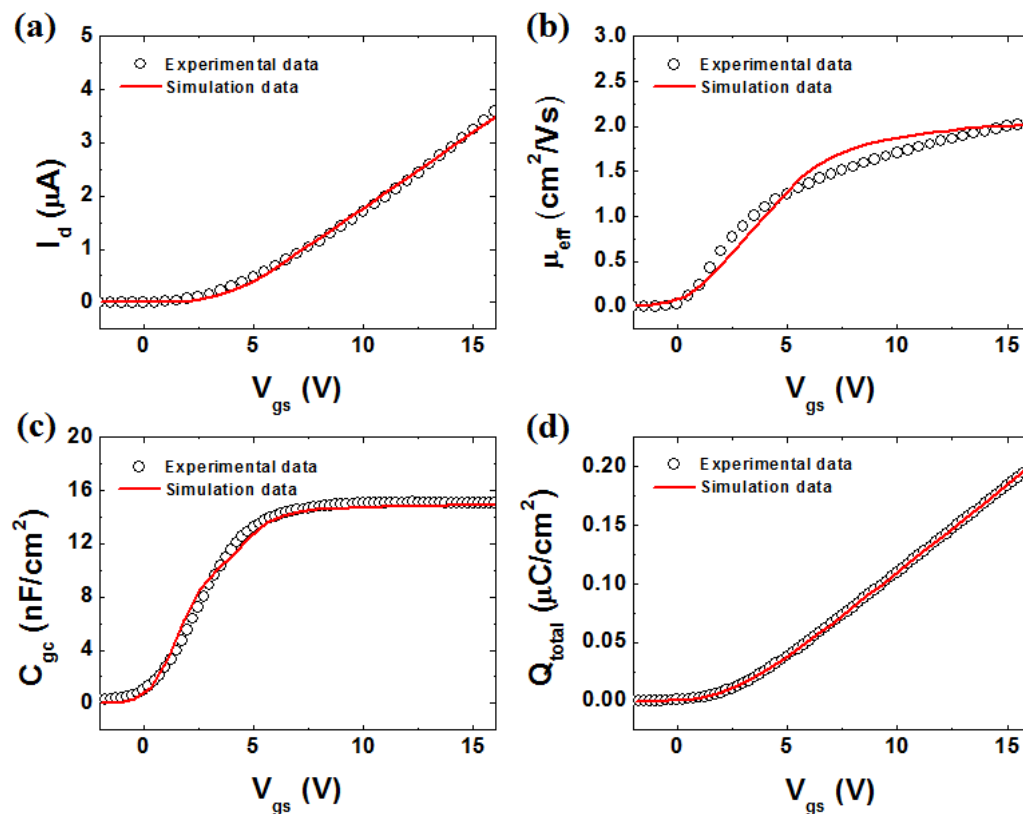 (a)
5
4
3
2
1
0
I_d (μA)
Experimental data
Simulation data
0 5 10 15
V_gs (V)
(b)
3.0
2.5
2.0
1.5
1.0
0.5
0.0
μ_eff (cm²/Vs)
Experimental data
Simulation data
0 5 10 15
V_gs (V)
(c)
20
16
12
8
4
0
C_gc (nF/cm²)
Experimental data
Simulation data
0 5 10 15
V_gs (V)
(d)
0.20
0.15
0.10
0.05
0.00
Q_total (μC/cm²)
Experimental data
Simulation data
0 5 10 15
V_gs (V)